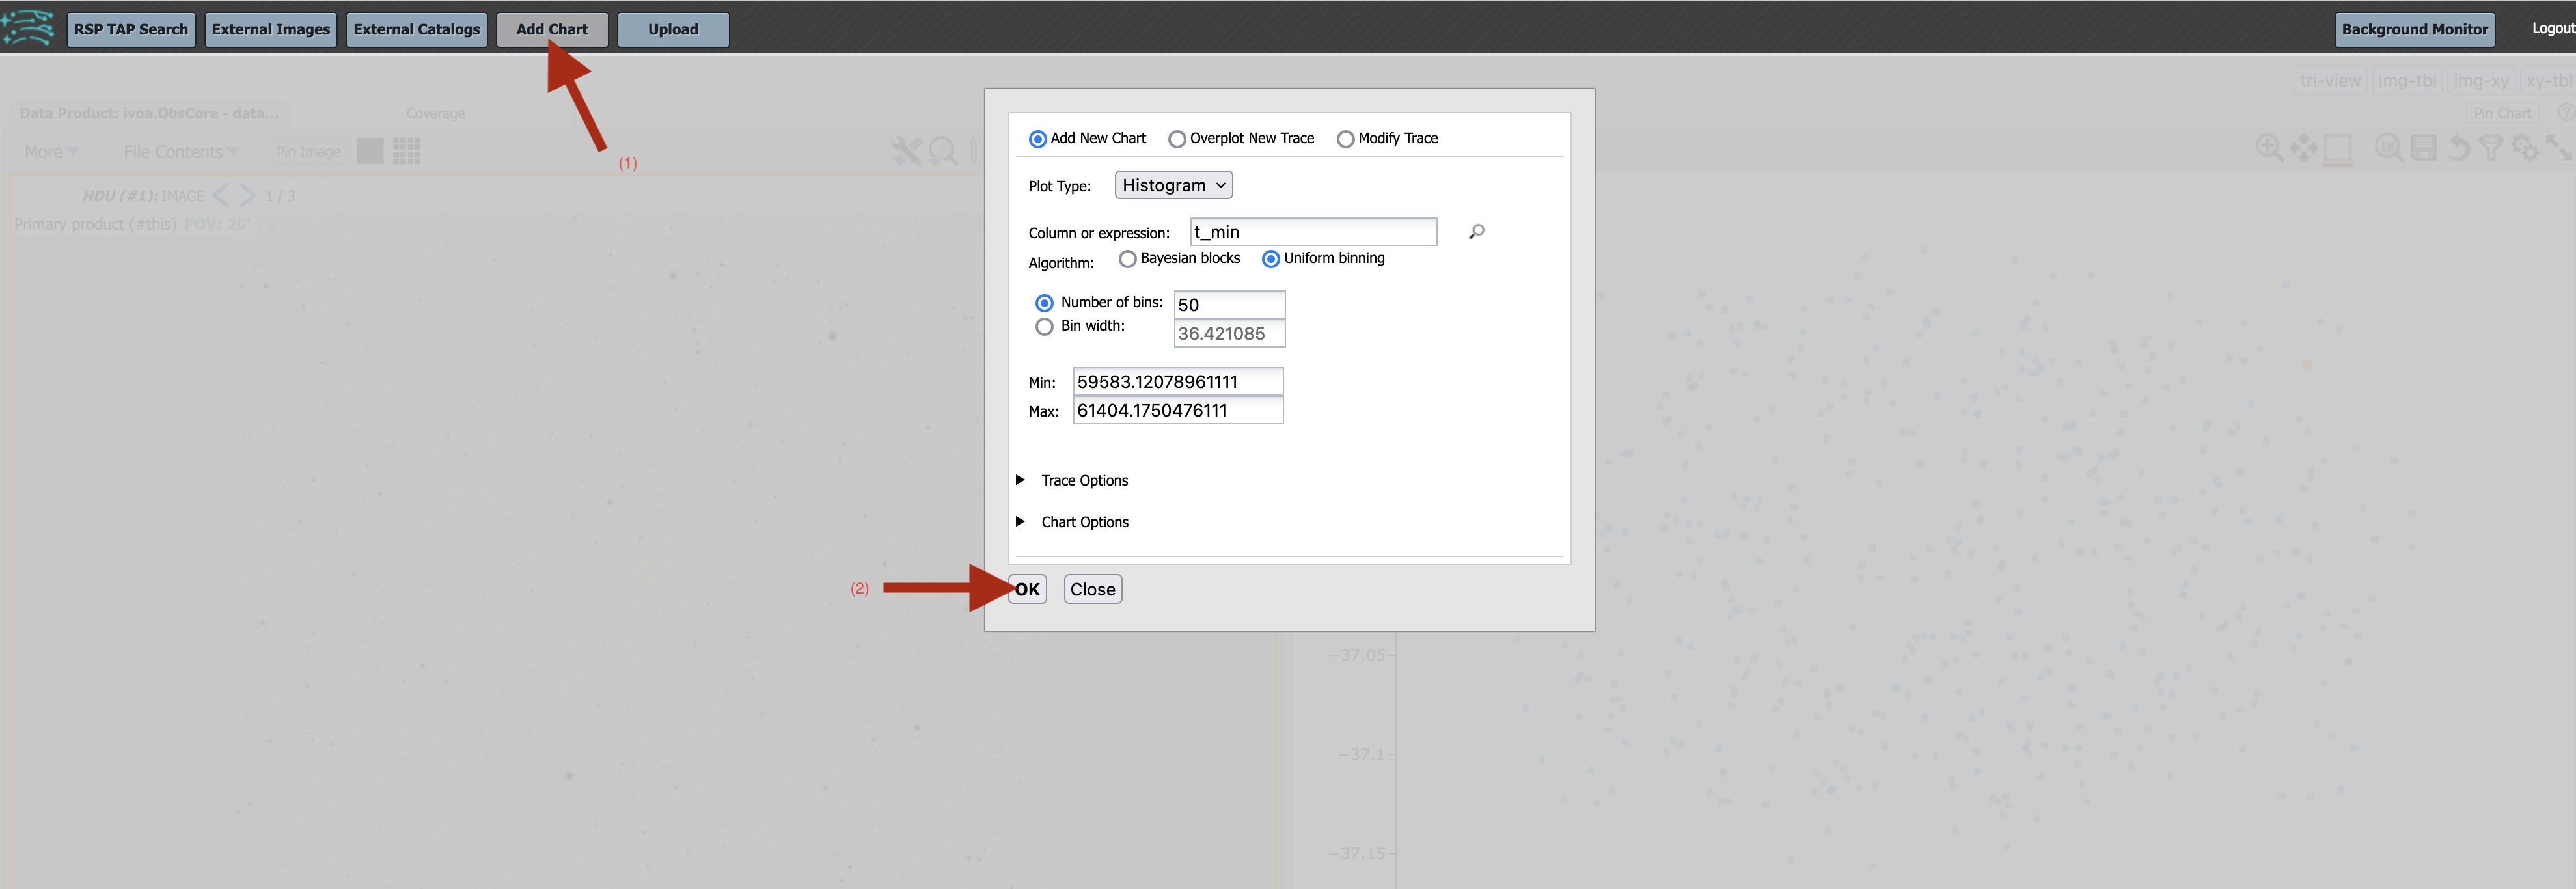 RSP TAP Search External Images External Catalogs Add Chart Upload Background Monitor Logout
tri-view img-tbl img-xy xy-tbl
Data Product: ivoa.ObsCore - data... Coverage Pin Chart
More File Contents Pin Image
(1)
HDU (#1): IMAGE 1 / 3
Primary product (#this) FOV: 20'
Add New Chart Overplot New Trace Modify Trace
Plot Type: Histogram
Column or expression: t_min
Algorithm: Bayesian blocks Uniform binning
Number of bins: 50
Bin width: 36.421085
Min: 59583.12078961111
Max: 61404.1750476111
Trace Options
Chart Options
(2) OK Close
−37.05
−37.1
−37.15